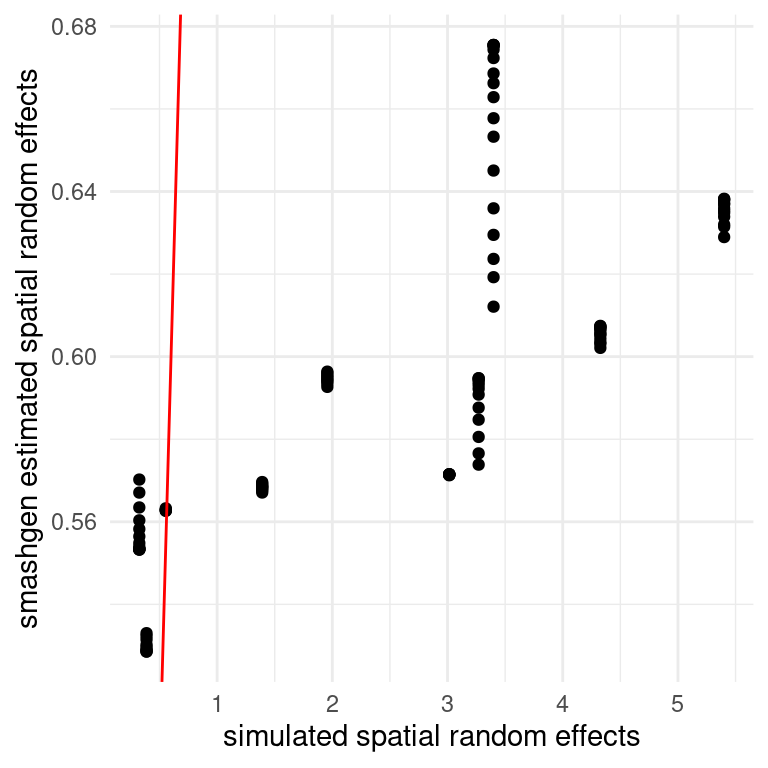 smashgen estimated spatial random effects
0.68
0.64
0.60
0.56
1 2 3 4 5
simulated spatial random effects